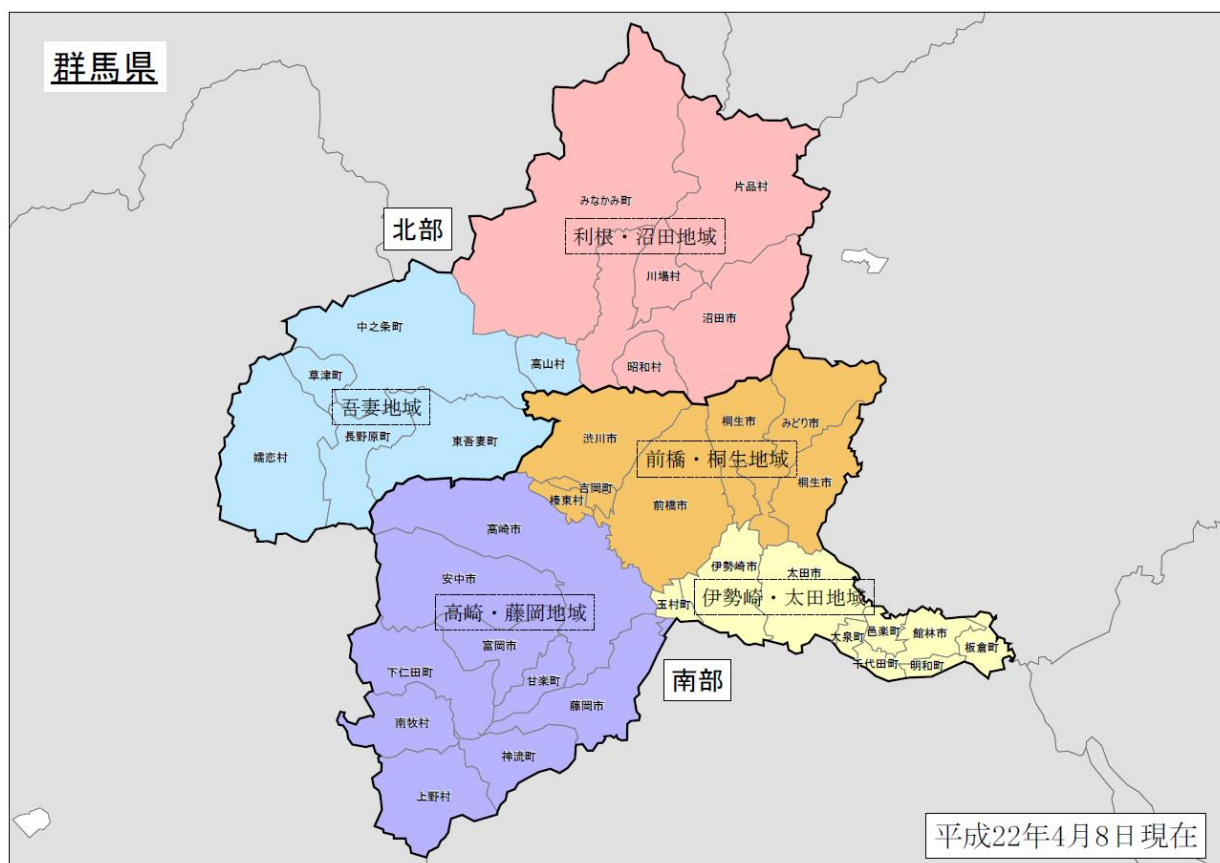 群馬県
北部
みなかみ町
片品村
利根・沼田地域
川場村
沼田市
昭和村
中之条町
高山村
草津町
吾妻地域
長野原町
東吾妻町
嬬恋村
渋川市
桐生市
みどり市
前橋・桐生地域
桐生市
吉岡町
榛東村
前橋市
高崎市
安中市
高崎・藤岡地域
富岡市
下仁田町
甘楽町
藤岡市
南牧村
神流町
上野村
伊勢崎市
太田市
伊勢崎・太田地域
玉村町
大泉町
邑楽町
館林市
板倉町
千代田町
明和町
南部
平成22年4月8日現在